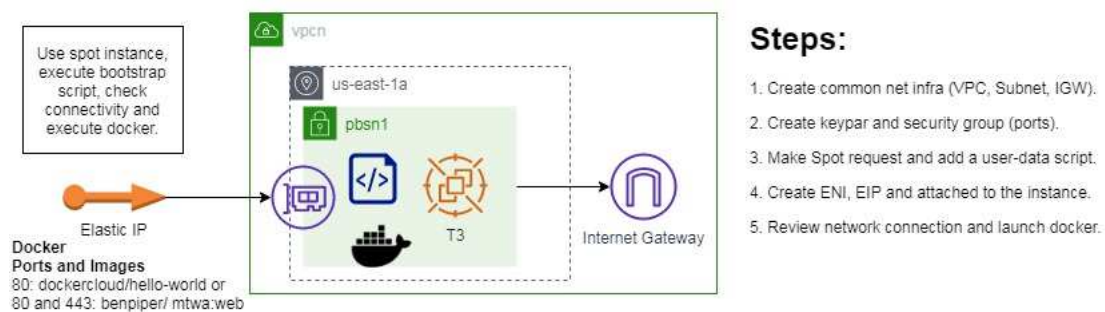 Use spot instance,
execute bootstrap
script, check
connectivity and
execute docker.
vpcn
us-east-1a
pbsn1
</>
T3
Elastic IP
Internet Gateway
Docker
Ports and Images
80: dockercloud/hello-world or
80 and 443: benpiper/ mtwa:web
Steps:
1. Create common net infra (VPC, Subnet, IGW).
2. Create keypar and security group (ports).
3. Make Spot request and add a user-data script.
4. Create ENI, EIP and attached to the instance.
5. Review network connection and launch docker.